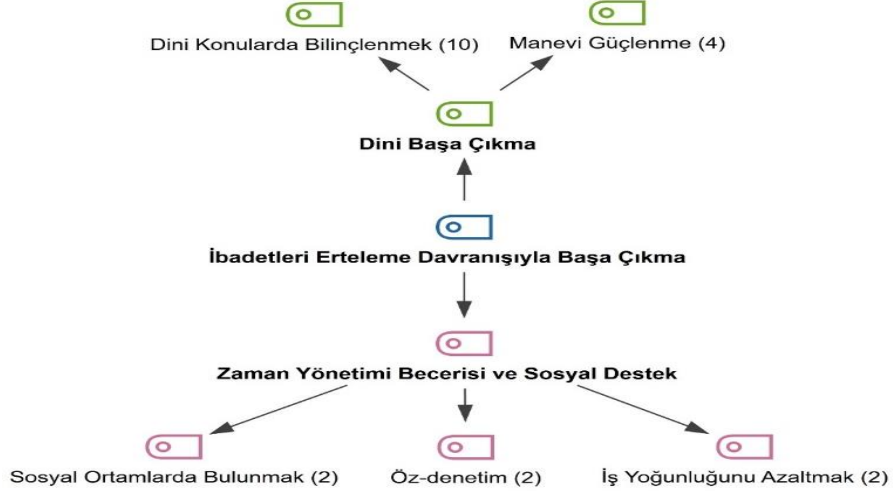 Dini Konularda Bilinçlenmek (10)
Manevi Güçlenme (4)
Dini Başa Çıkma
İbadetleri Erteleme Davranışıyla Başa Çıkma
Zaman Yönetimi Becerisi ve Sosyal Destek
Sosyal Ortamlarda Bulunmak (2)
Öz-denetim (2)
İş Yoğunluğunu Azaltmak (2)